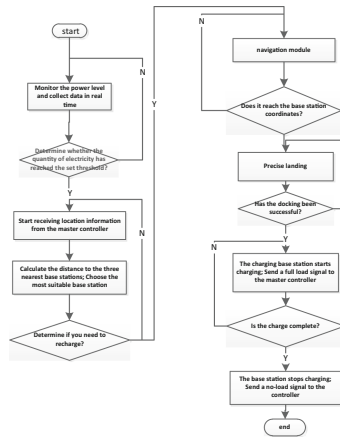 start
Monitor the power level
and collect data in real
time
N
Determine whether the
quantity of electricity has
reached the set threshold?
Y
Start receiving location information
from the master controller
Calculate the distance to the three
nearest base stations; Choose the
most suitable base station
N
Determine if you need to
recharge?
Y
N
navigation module
Does it reach the base station
coordinates?
Y
Precise landing
Has the docking been
successful?
N
Y
The charging base station starts
charging; Send a full load signal to
the master controller
Is the charge complete?
Y
The base station stops charging;
Send a no-load signal to the
controller
end